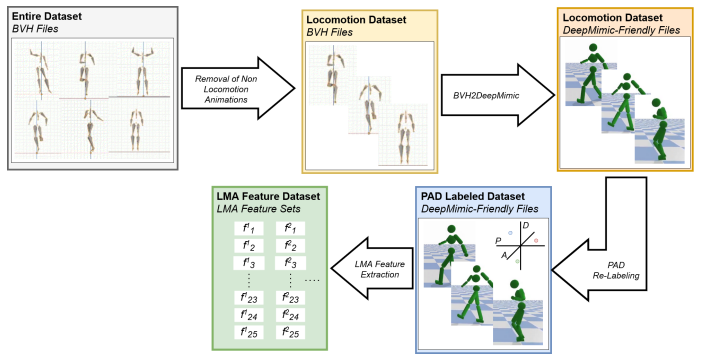 Entire Dataset
BVH Files
Removal of Non
Locomotion
Animations
Locomotion Dataset
BVH Files
BVH2DeepMimic
Locomotion Dataset
DeepMimic-Friendly Files
PAD
Re-Labeling
PAD Labeled Dataset
DeepMimic-Friendly Files
D
P
A
LMA Feature
Extraction
LMA Feature Dataset
LMA Feature Sets
f¹₁ f²₁
f¹₂ f²₂
f¹₃ f²₃
⋮ ⋮ ....
f¹₂₃ f²₂₃
f¹₂₄ f²₂₄
f¹₂₅ f²₂₅